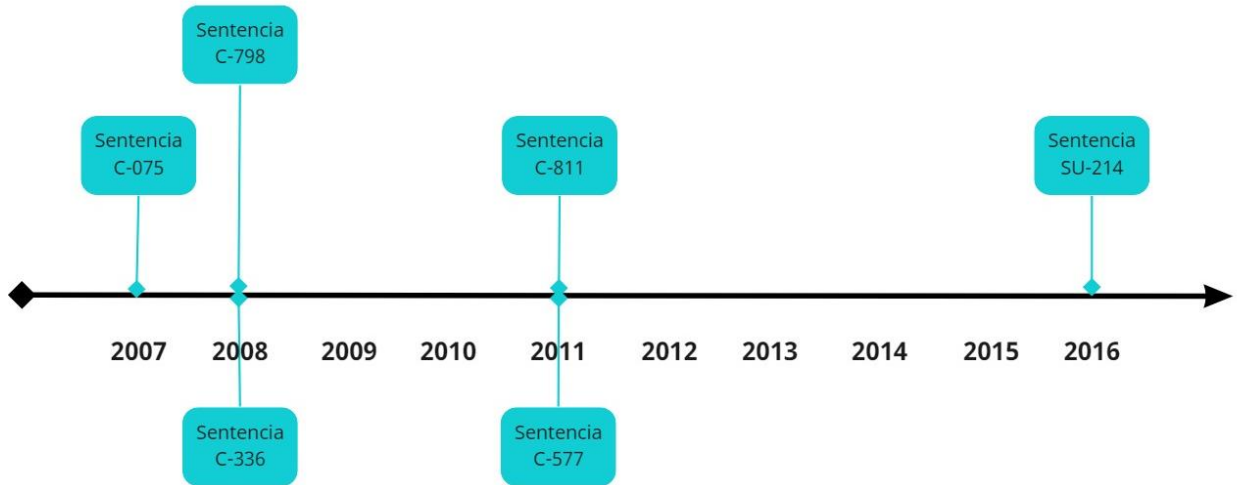 Sentencia
C-798
Sentencia
C-075
Sentencia
C-811
Sentencia
SU-214
2007 2008 2009 2010 2011 2012 2013 2014 2015 2016
Sentencia
C-336
Sentencia
C-577